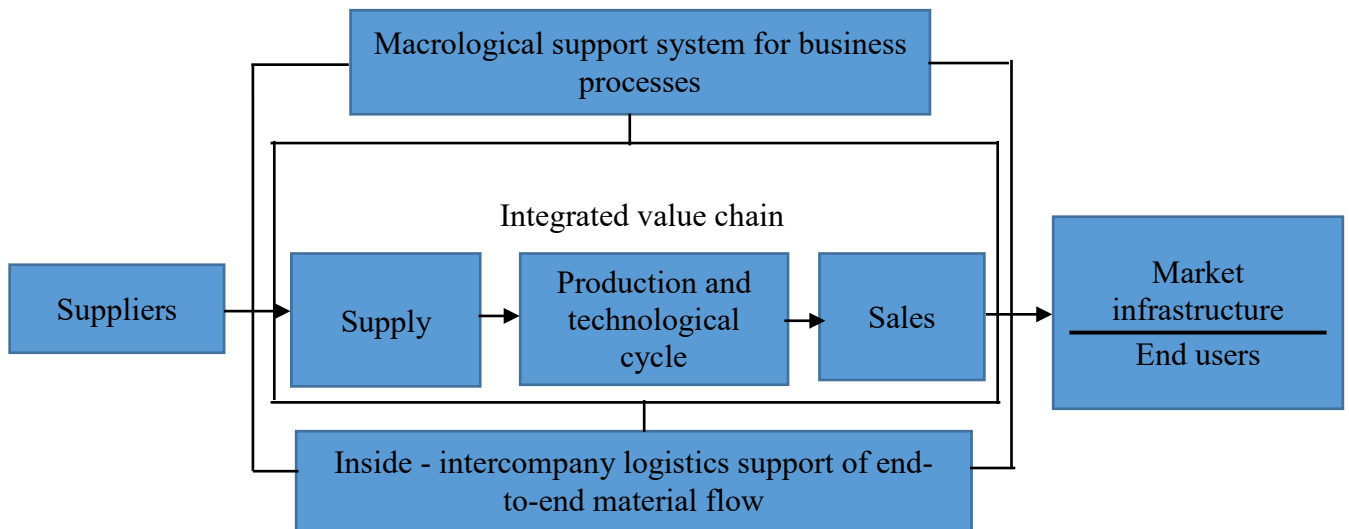 Macrological support system for business
processes
Integrated value chain
Suppliers
Supply
Production and
technological
cycle
Sales
Market
infrastructure
End users
Inside - intercompany logistics support of end-
to-end material flow